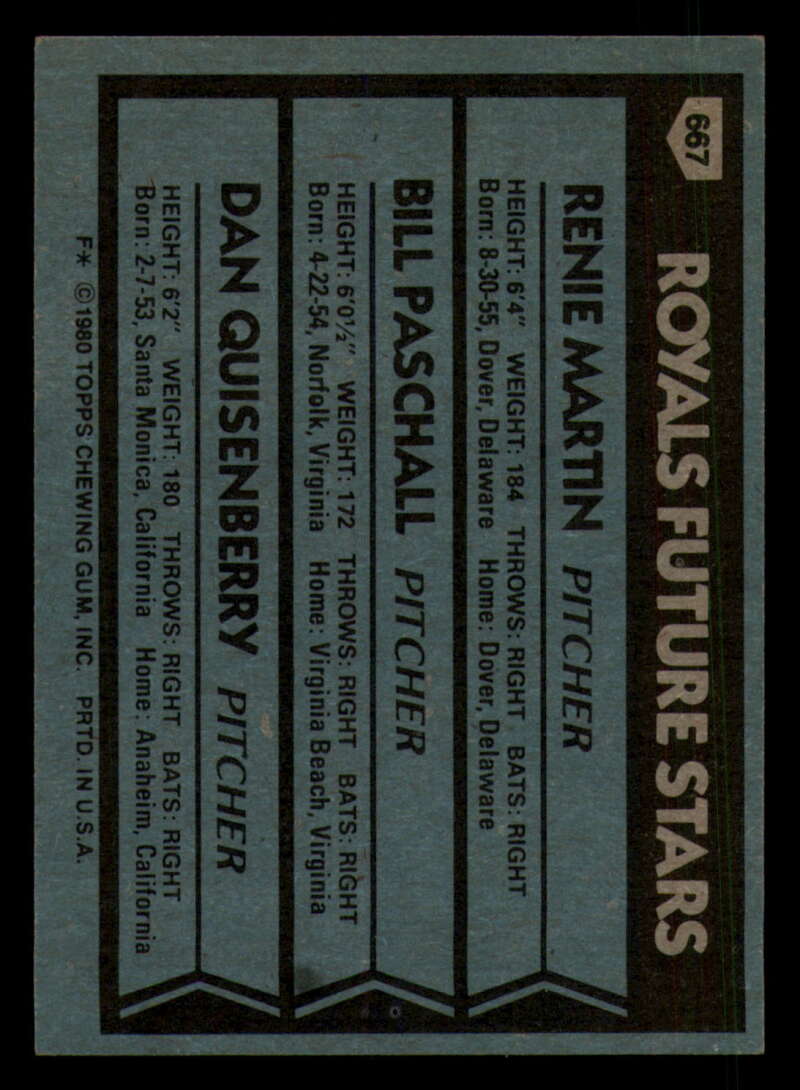 667
ROYALS FUTURE STARS
RENIE MARTIN PITCHER
HEIGHT: 6'4" WEIGHT: 184 THROWS: RIGHT BATS: RIGHT
Born: 8-30-55, Dover, Delaware Home: Dover, Delaware
BILL PASCHALL PITCHER
HEIGHT: 6'0½" WEIGHT: 172 THROWS: RIGHT BATS: RIGHT
Born: 4-22-54, Norfolk, Virginia Home: Virginia Beach, Virginia
DAN QUISENBERRY PITCHER
HEIGHT: 6'2" WEIGHT: 180 THROWS: RIGHT BATS: RIGHT
Born: 2-7-53, Santa Monica, California Home: Anaheim, California
F* © 1980 TOPPS CHEWING GUM, INC. PRTD. IN U.S.A.